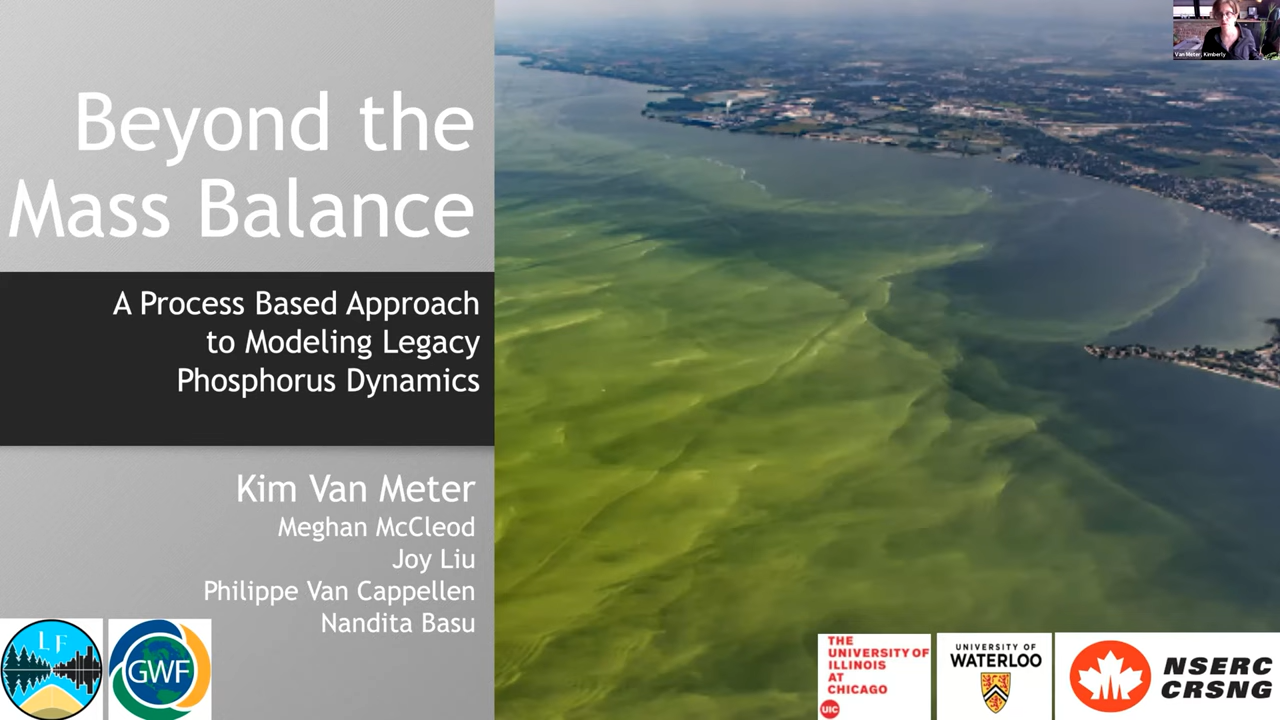 Beyond the
Mass Balance
A Process Based Approach
to Modeling Legacy
Phosphorus Dynamics
Kim Van Meter
Meghan McCleod
Joy Liu
Philippe Van Cappellen
Nandita Basu
L F
GWF
THE
UNIVERSITY OF
ILLINOIS
AT
CHICAGO
UIC
UNIVERSITY OF
WATERLOO
NSERC
CRSNG
Van Meter, Kimberly